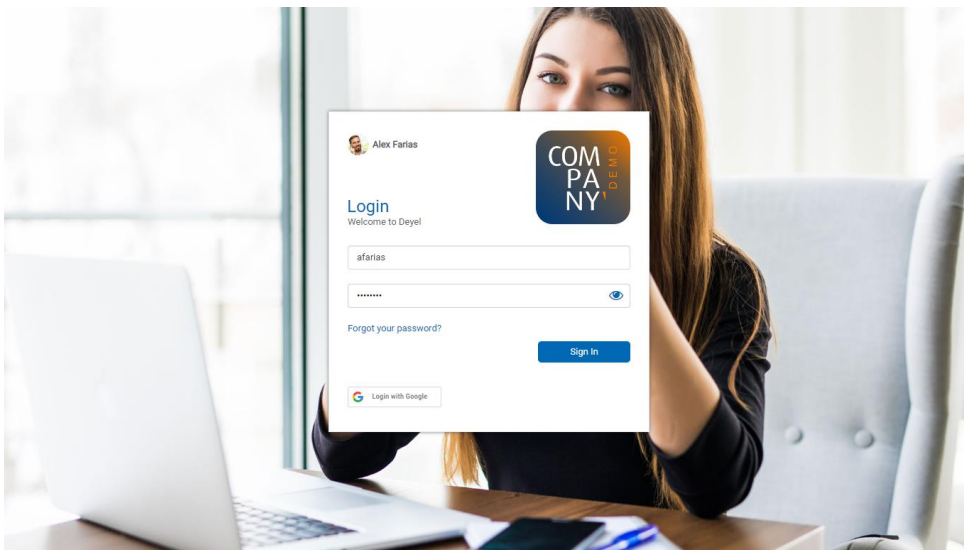 Alex Farias
COM
PA
NY
DEMO
Login
Welcome to Deyel
afarias
••••••••
Forgot your password?
Sign In
Login with Google